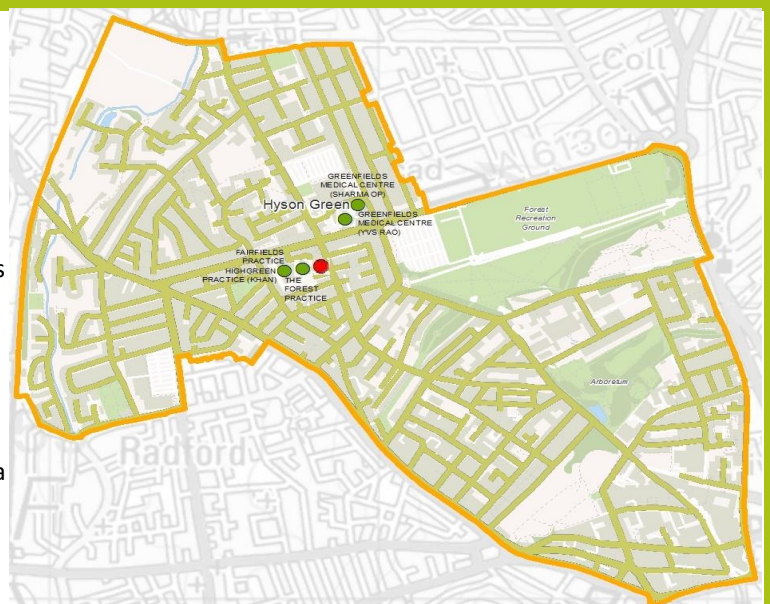 Coll
A6130
GREENFIELDS
MEDICAL CENTRE
(SHARMA OP)
Hyson Green
GREENFIELDS
MEDICAL CENTRE
(YVS RAO)
Forest
Recreation
Ground
s
FAIRFIELDS
PRACTICE
HIGHGREEN
PRACTICE (KHAN)
THE
FOREST
PRACTICE
Arboretum
Radford
a